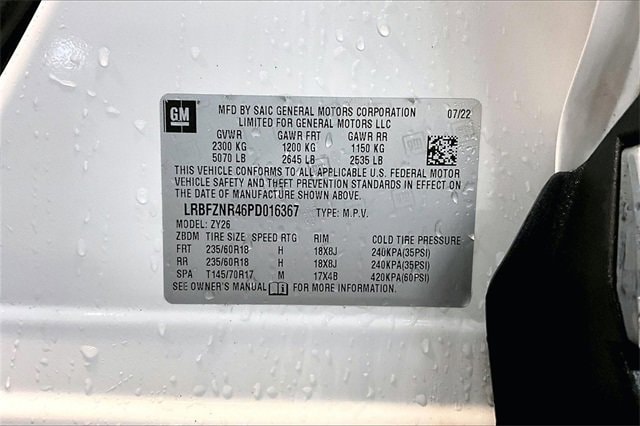 GM
MFD BY SAIC GENERAL MOTORS CORPORATION 07/22
LIMITED FOR GENERAL MOTORS LLC
GVWR GAWR FRT GAWR RR
2300 KG 1200 KG 1150 KG
5070 LB 2645 LB 2535 LB
THIS VEHICLE CONFORMS TO ALL APPLICABLE U.S. FEDERAL MOTOR
VEHICLE SAFETY AND THEFT PREVENTION STANDARDS IN EFFECT ON
THE DATE OF MANUFACTURE SHOWN ABOVE.
LRBFZNR46PD016367 TYPE: M.P.V.
MODEL: ZY26
ZBDM TIRE SIZE SPEED RTG RIM COLD TIRE PRESSURE
FRT 235/60R18 H 18X8J 240KPA(35PSI)
RR 235/60R18 H 18X8J 240KPA(35PSI)
SPA T145/70R17 M 17X4B 420KPA(60PSI)
SEE OWNER'S MANUAL i FOR MORE INFORMATION.